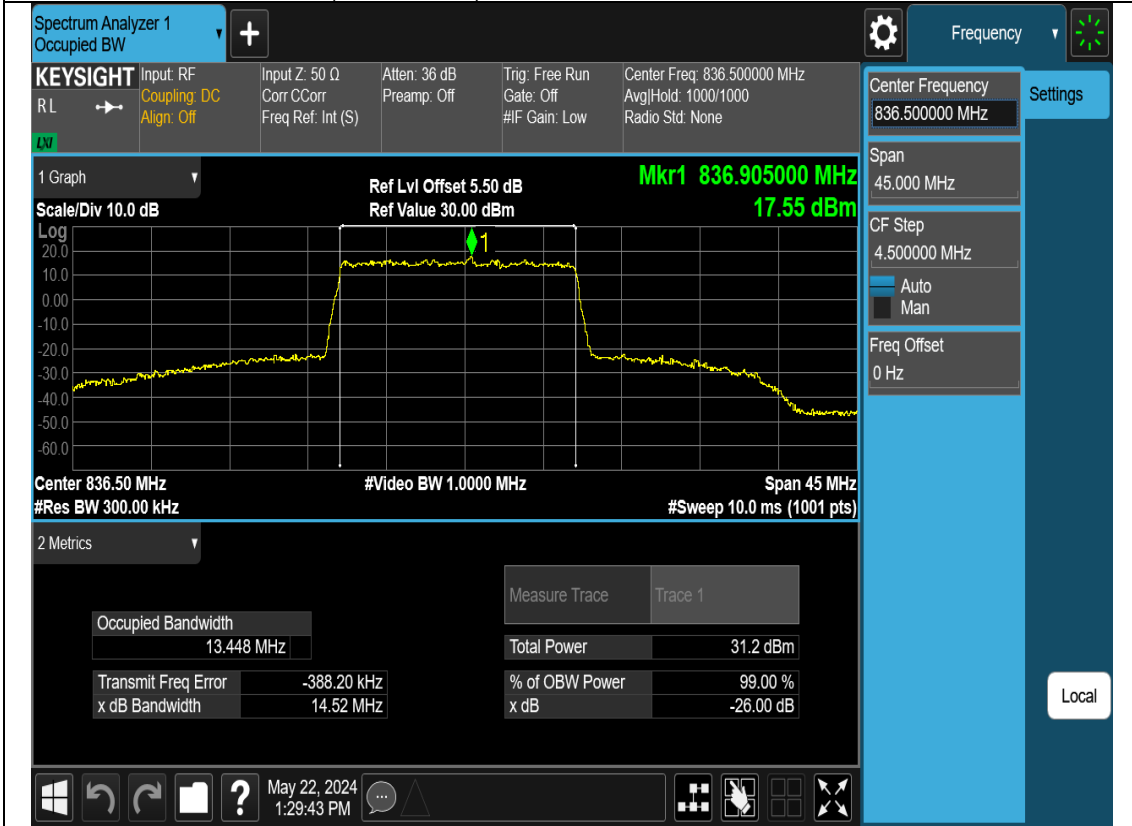 Spectrum Analyzer 1
Occupied BW
+
Frequency
KEYSIGHT
R L
LXI
Input: RF
Coupling: DC
Align: Off
Input Z: 50 Ω
Corr CCorr
Freq Ref: Int (S)
Atten: 36 dB
Preamp: Off
Trig: Free Run
Gate: Off
#IF Gain: Low
Center Freq: 836.500000 MHz
Avg|Hold: 1000/1000
Radio Std: None
Center Frequency
836.500000 MHz
Settings
Span
45.000 MHz
CF Step
4.500000 MHz
Auto
Man
Freq Offset
0 Hz
Local
1 Graph
Scale/Div 10.0 dB
Ref Lvl Offset 5.50 dB
Ref Value 30.00 dBm
Mkr1 836.905000 MHz
17.55 dBm
Log
1
20.0
10.0
0.00
-10.0
-20.0
-30.0
-40.0
-50.0
-60.0
Center 836.50 MHz
#Video BW 1.0000 MHz
Span 45 MHz
#Res BW 300.00 kHz
#Sweep 10.0 ms (1001 pts)
2 Metrics
Measure Trace
Trace 1
Occupied Bandwidth
13.448 MHz
Total Power
31.2 dBm
Transmit Freq Error
-388.20 kHz
% of OBW Power
99.00 %
x dB Bandwidth
14.52 MHz
x dB
-26.00 dB
?
May 22, 2024
1:29:43 PM